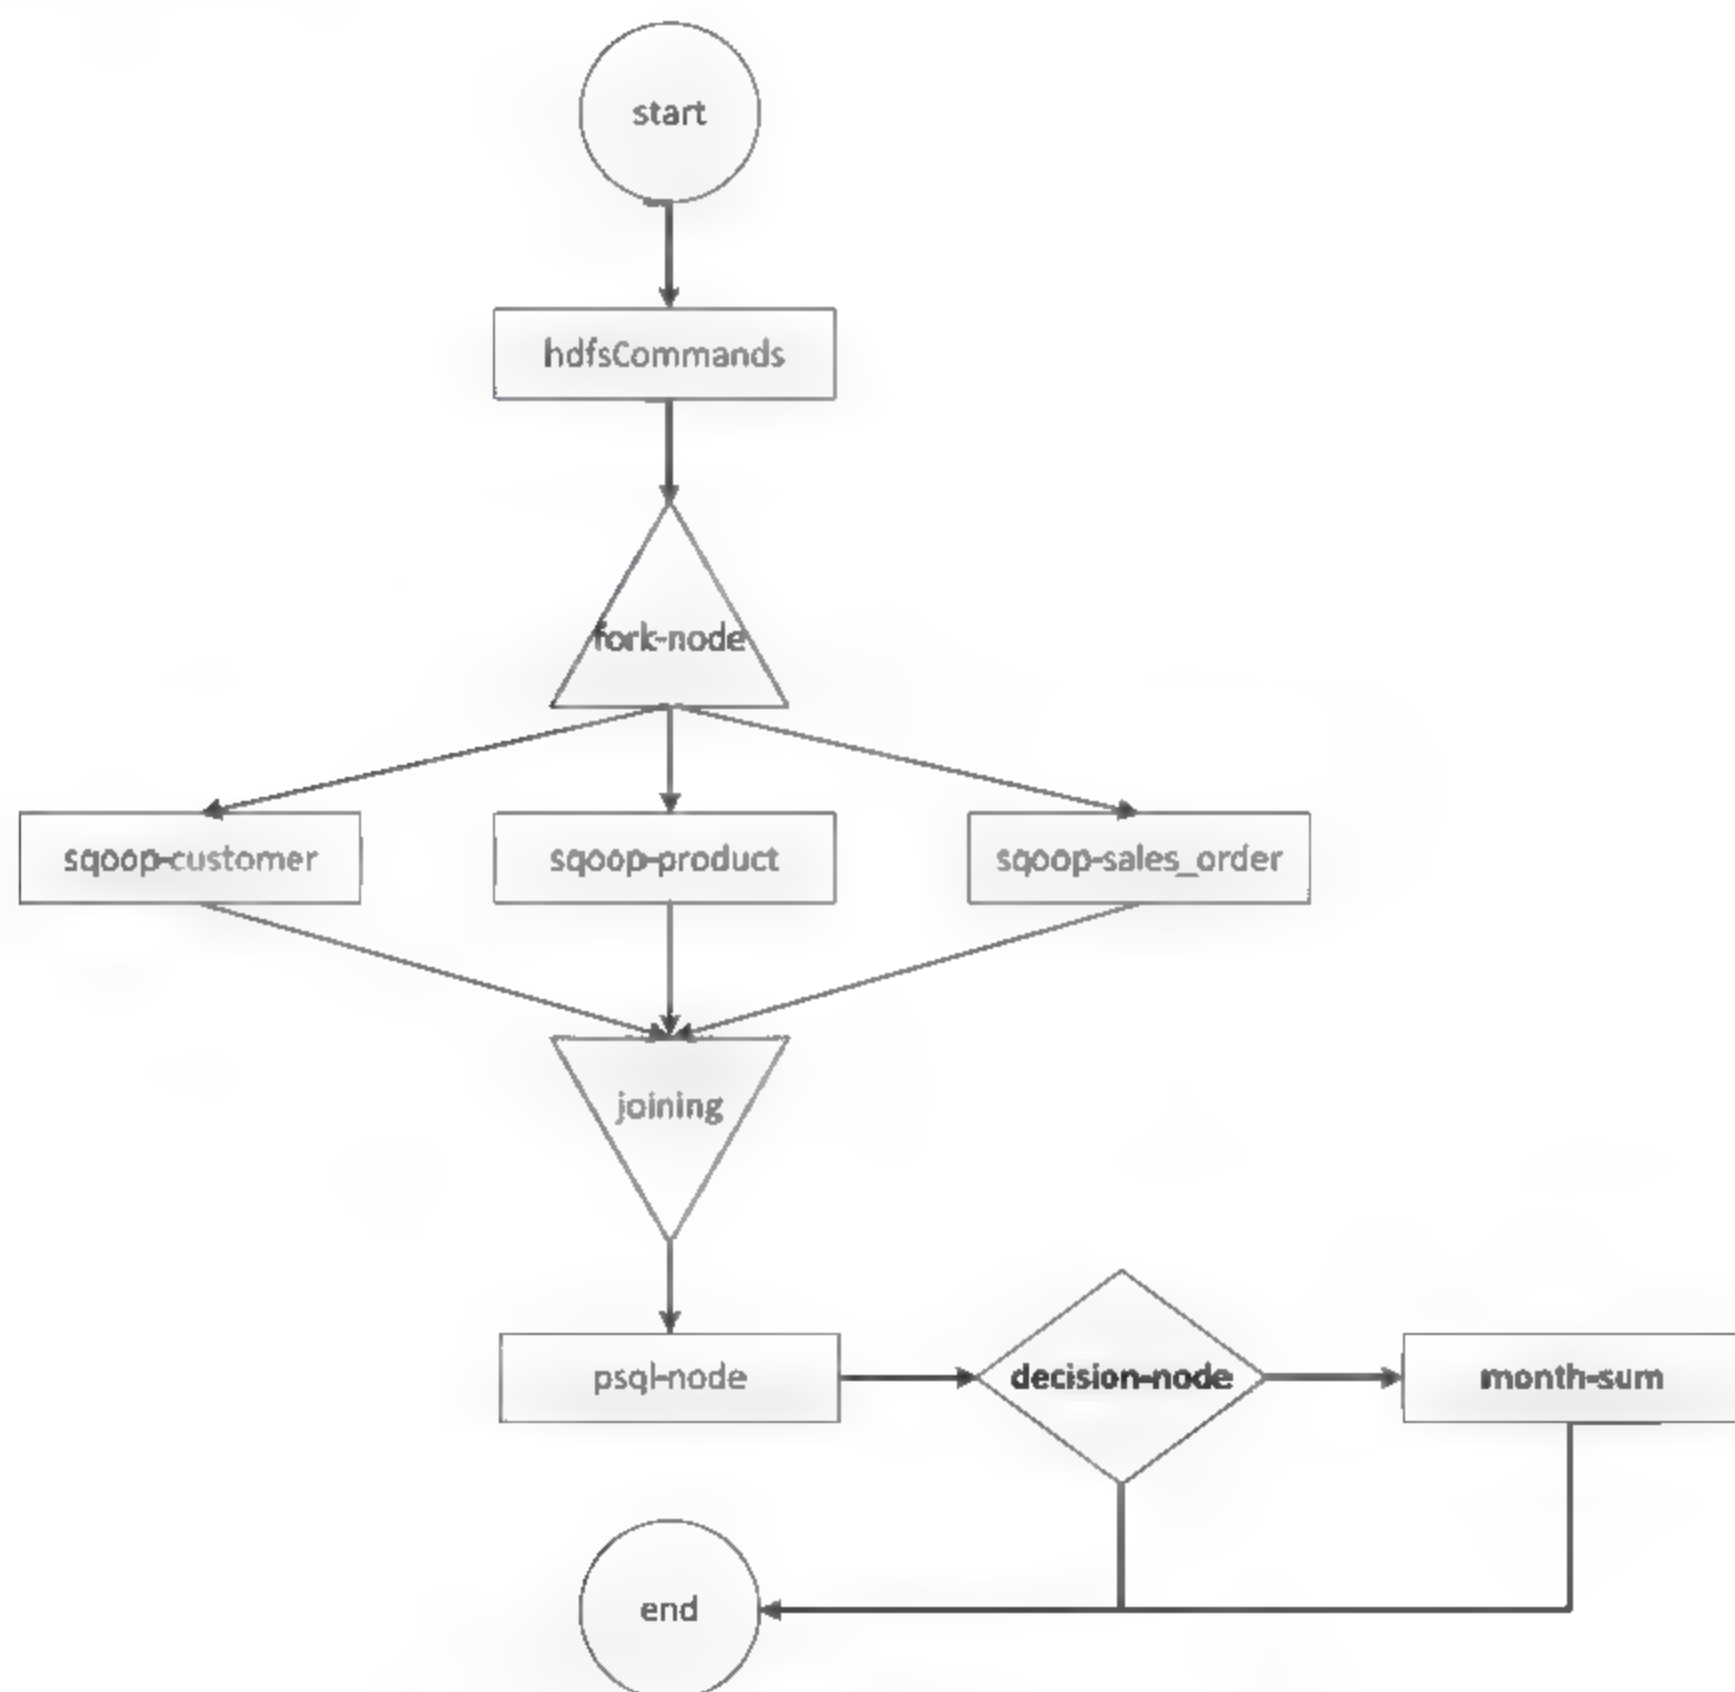 start
hdfsCommands
fork-node
sqoop-customer
sqoop-product
sqoop-sales_order
joining
psql-node
decision-node
month-sum
end